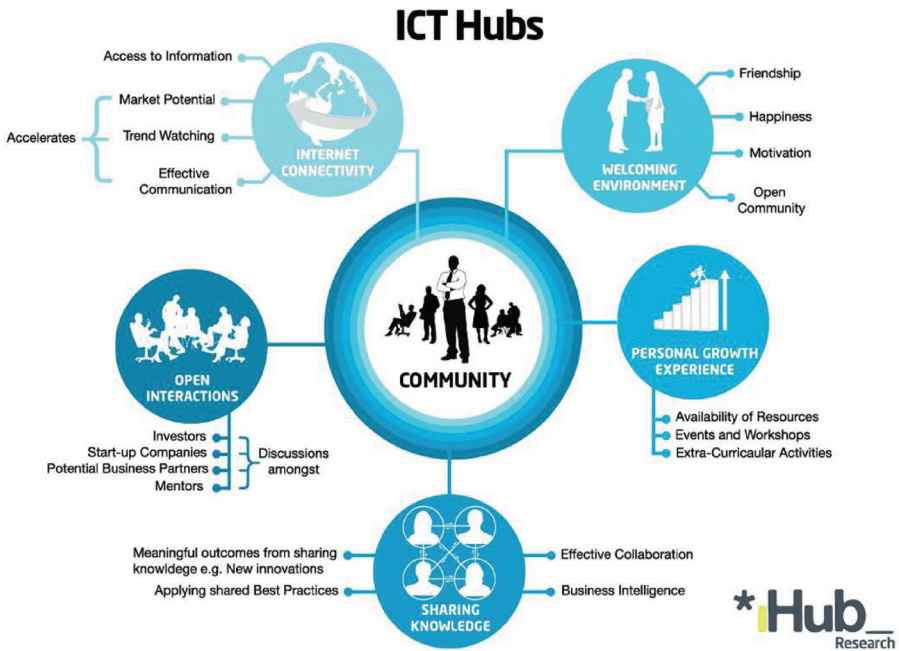 ICT Hubs
Access to Information
Market Potential
Accelerates
Trend Watching
Effective
Communication
INTERNET
CONNECTIVITY
Friendship
Happiness
Motivation
Open
Community
WELCOMING
ENVIRONMENT
COMMUNITY
OPEN
INTERACTIONS
Investors
Start-up Companies
Potential Business Partners
Mentors
Discussions
amongst
PERSONAL GROWTH
EXPERIENCE
Availability of Resources
Events and Workshops
Extra-Curricaular Activities
Meaningful outcomes from sharing
knowldege e.g. New innovations
Applying shared Best Practices
Effective Collaboration
Business Intelligence
SHARING
KNOWLEDGE
*iHub_
Research